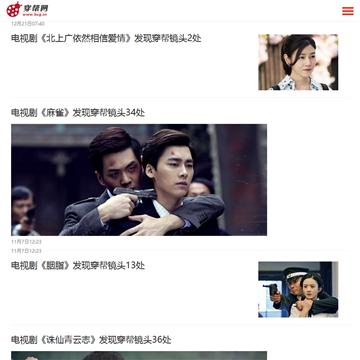 穿帮网
www.bug.cn
12月21日07:40
电视剧《北上广依然相信爱情》发现穿帮镜头2处
电视剧《麻雀》发现穿帮镜头34处
11月7日12:23
11月7日12:23
电视剧《胭脂》发现穿帮镜头13处
电视剧《诛仙青云志》发现穿帮镜头36处